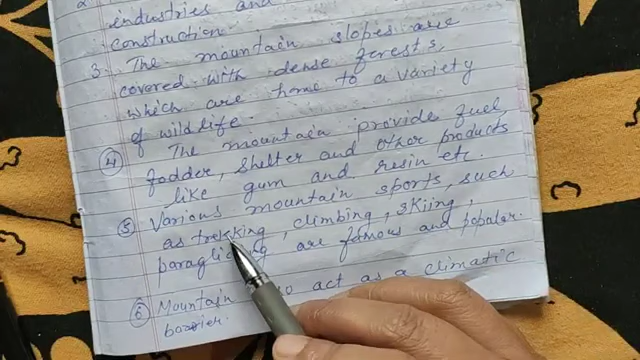 industries and
construction
3. The mountain slopes are
covered with dense forests,
which are home to a variety
of wildlife.
④ The mountain provide fuel
fodder, shelter and other products
like gum and resin etc.
⑤ Various mountain sports, such
as trekking, climbing, skiing,
paragliding are famous and popular.
⑥ Mountain also act as a climatic
barrier.